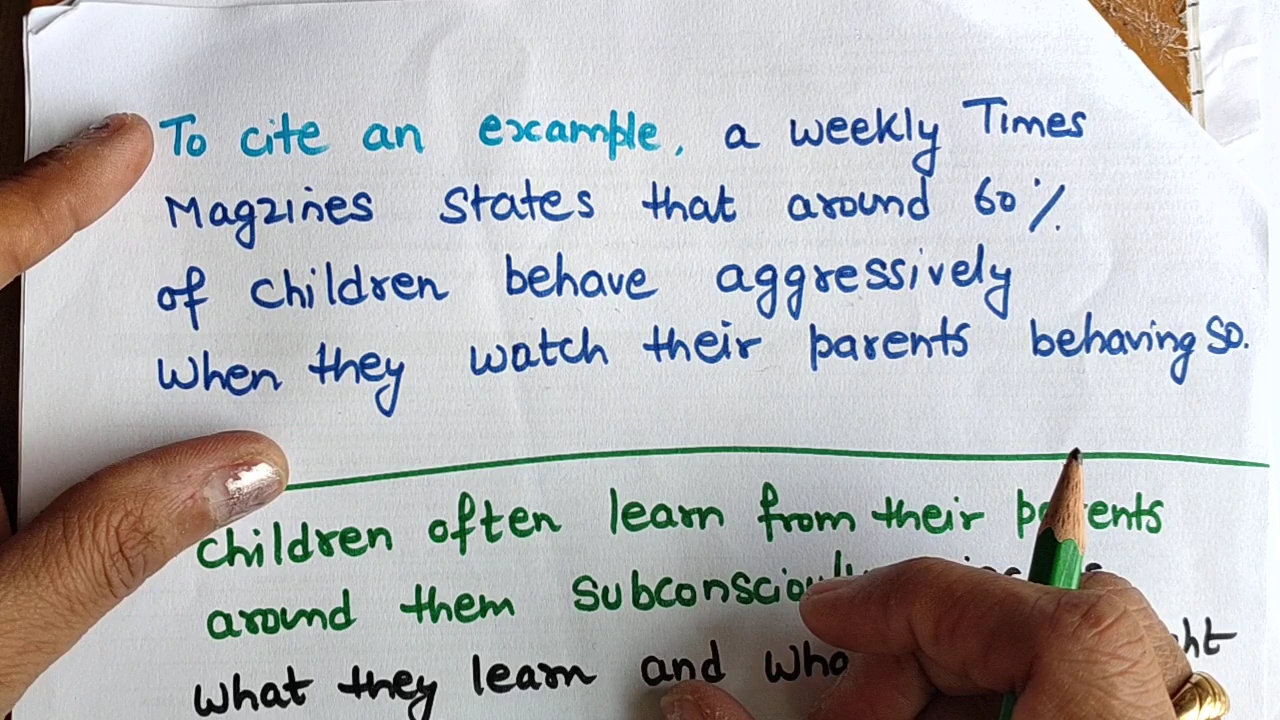 To cite an example, a weekly Times
Magzines states that around 60%
of children behave aggressively
When they watch their parents behaving so.
Children often learn from their parents
around them subconsciously
What they learn and